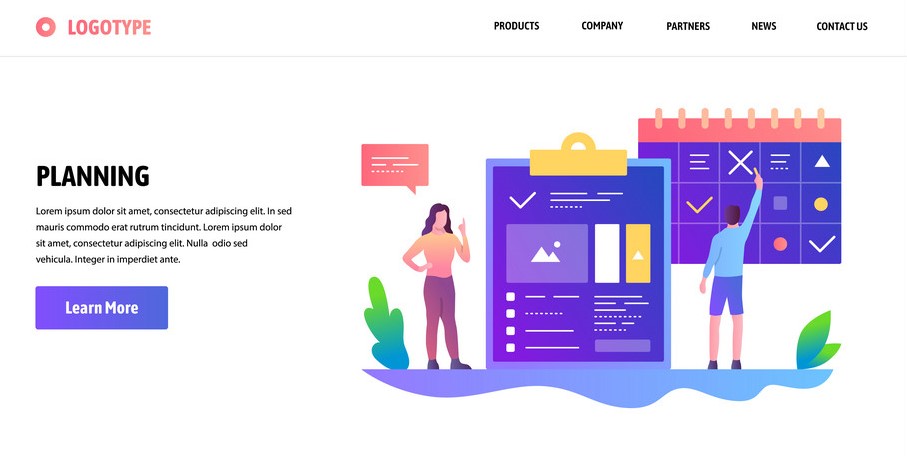 LOGOTYPE
PRODUCTS
COMPANY
PARTNERS
NEWS
CONTACT US
PLANNING
Lorem ipsum dolor sit amet, consectetur adipiscing elit. In
mauris commodo erat rutrum tincidunt. Lorem ipsum dolor
sit amet, consectetur adipiscing elit. Nulla odio sed
vehicula. Integer in imperdiet ante.
Learn More